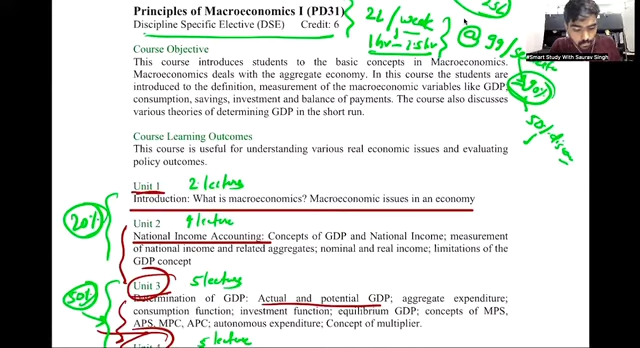 Principles of Macroeconomics I (PD31)
Discipline Specific Elective (DSE) Credit: 6
2L / week
1hr - 1.5hr
@ 99/
50% 
#Smart Study With Saurav Singh
Course Objective
This course introduces students to the basic concepts in Macroeconomics.
Macroeconomics deals with the aggregate economy. In this course the students are
introduced to the definition, measurement of the macroeconomic variables like GDP,
consumption, savings, investment and balance of payments. The course also discusses
various theories of determining GDP in the short run.
Course Learning Outcomes
This course is useful for understanding various real economic issues and evaluating
policy outcomes.
Unit 1 2 lecture
Introduction: What is macroeconomics? Macroeconomic issues in an economy
20%
Unit 2 lecture
National Income Accounting: Concepts of GDP and National Income; measurement
of national income and related aggregates; nominal and real income; limitations of the
GDP concept
Unit 3 5 lecture
50%
Determination of GDP: Actual and potential GDP; aggregate expenditure;
consumption function; investment function; equilibrium GDP; concepts of MPS,
APS, MPC, APC; autonomous expenditure; Concept of multiplier.
5 lecture